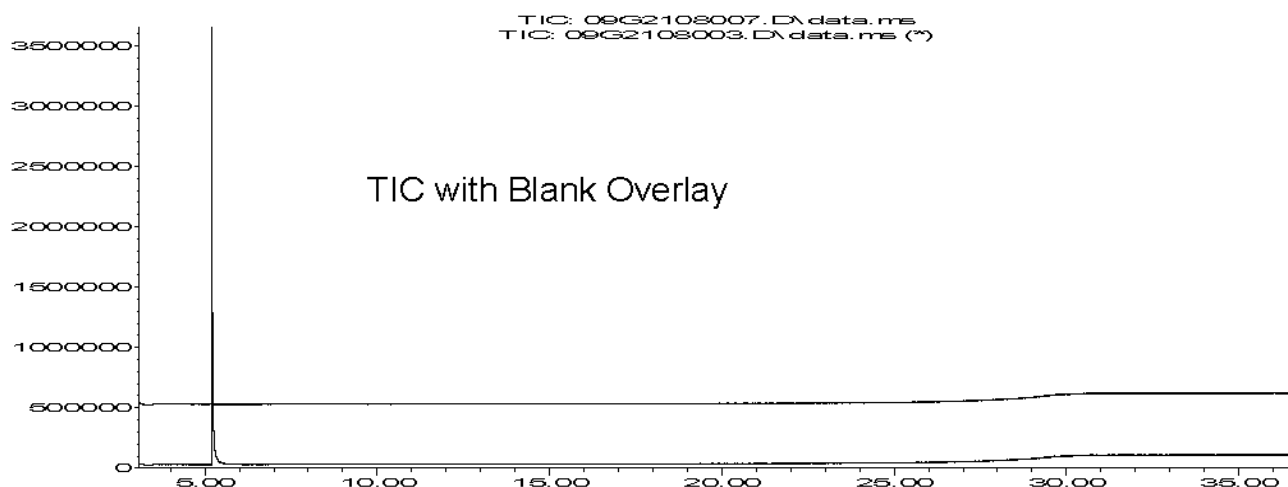 TIC: 09G2108007.D\data.ms
TIC: 09G2108003.D\data.ms (*)
3500000
3000000
2500000
TIC with Blank Overlay
2000000
1500000
1000000
500000
0
5.00 10.00 15.00 20.00 25.00 30.00 35.00